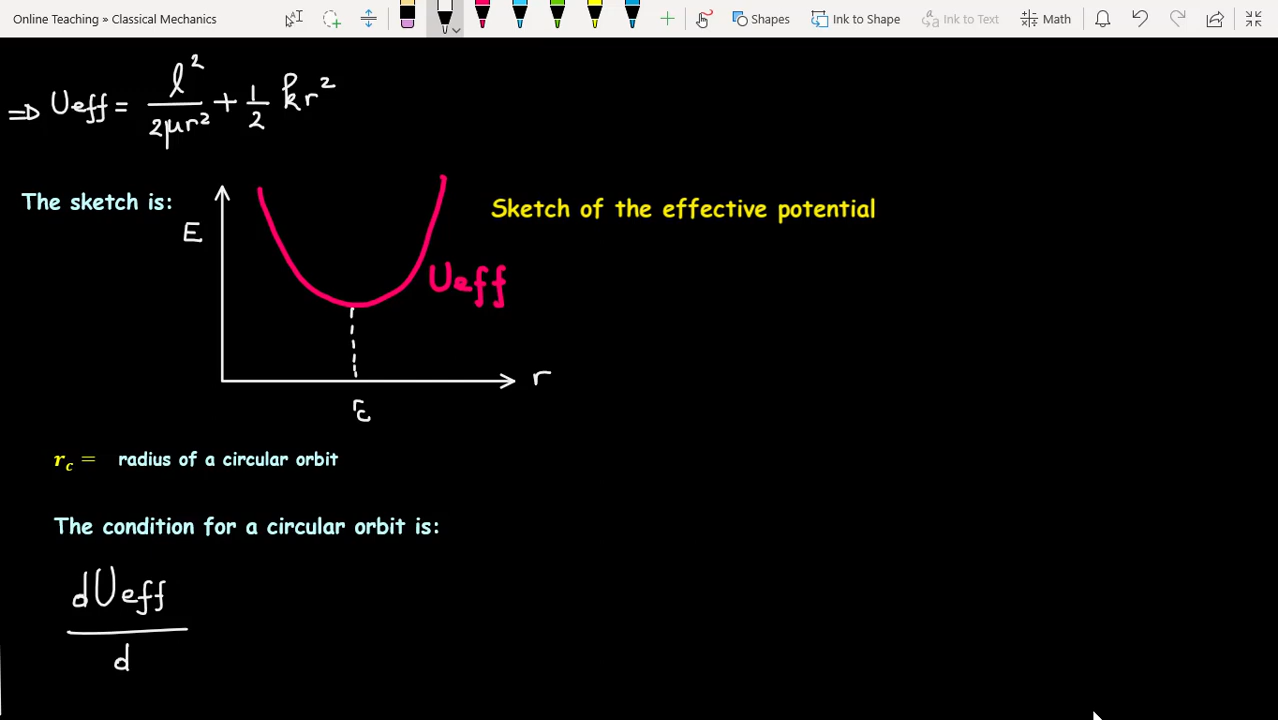 Online Teaching » Classical Mechanics
Shapes
Ink to Shape
Ink to Text
Math
⇒ Ueff = l² / 2μr² + 1/2 kr²
The sketch is:
Sketch of the effective potential
E
Ueff
r
rc
r_c = radius of a circular orbit
The condition for a circular orbit is:
dUeff
d